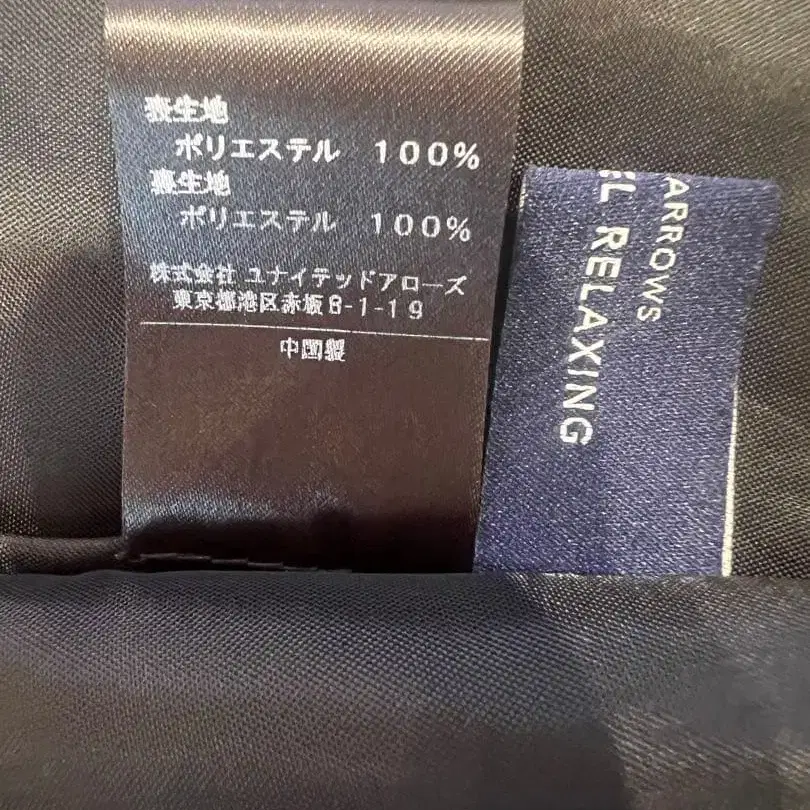 表生地
ポリエステル 100%
裏生地
ポリエステル 100%
株式会社 ユナイテッドアローズ
東京都港区赤坂8-1-19
中国製
ARROWS
EL RELAXING